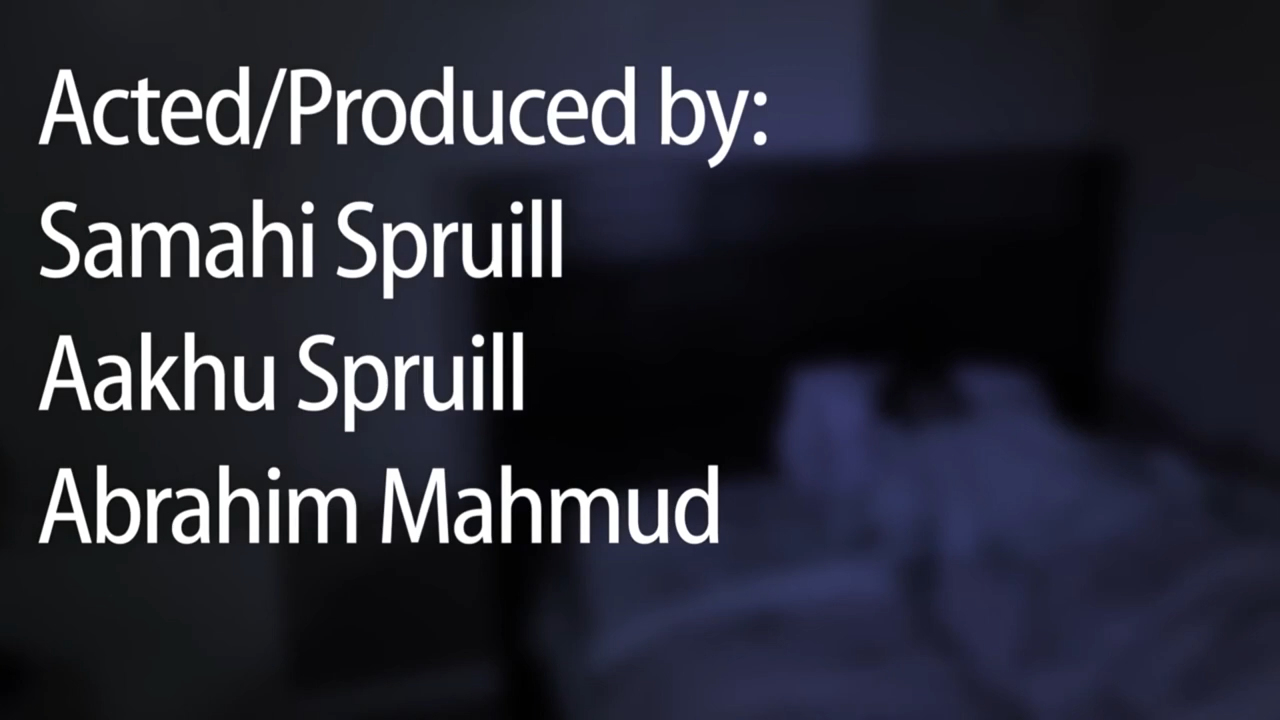 Acted/Produced by:
Samahi Spruill
Aakhu Spruill
Abrahim Mahmud